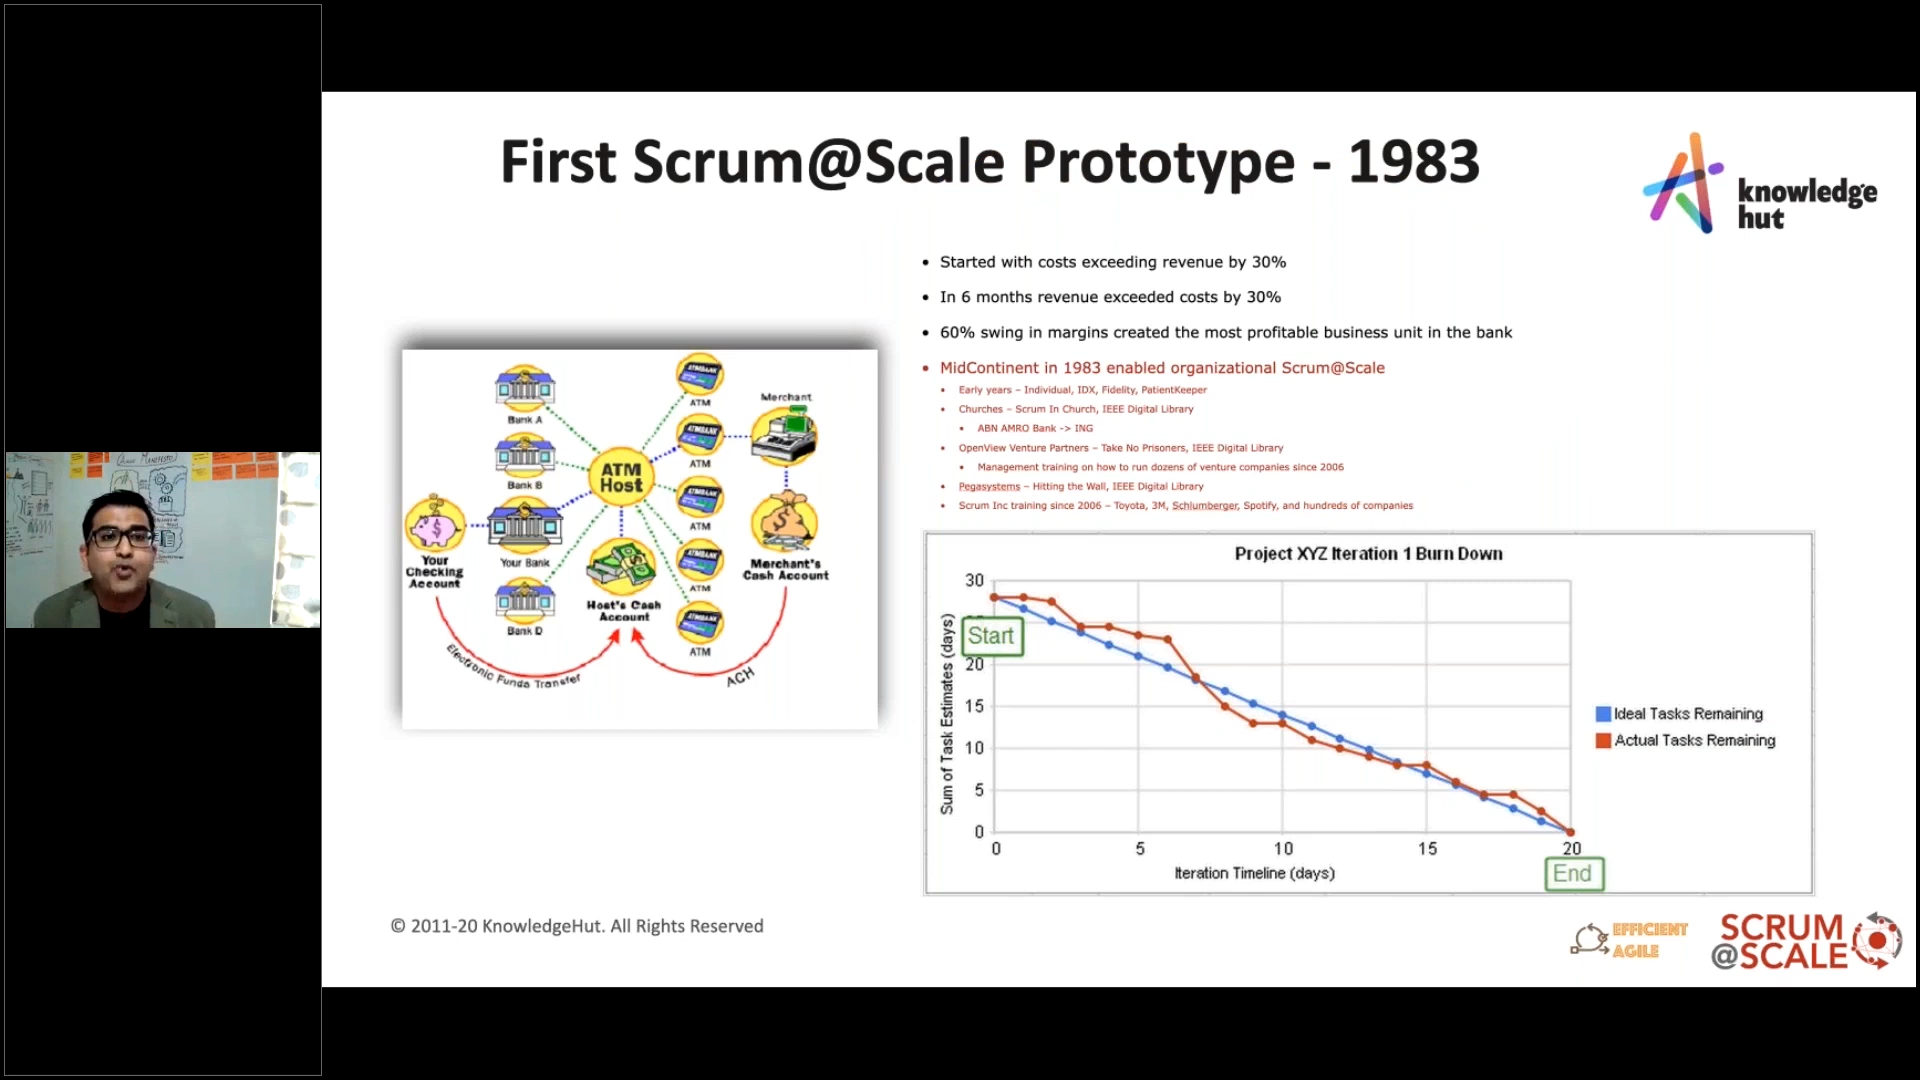 First Scrum@Scale Prototype - 1983
knowledge
hut
• Started with costs exceeding revenue by 30%
• In 6 months revenue exceeded costs by 30%
• 60% swing in margins created the most profitable business unit in the bank
• MidContinent in 1983 enabled organizational Scrum@Scale
• Early years – Individual, IDX, Fidelity, PatientKeeper
• Churches – Scrum In Church, IEEE Digital Library
• ABN AMRO Bank -> ING
• OpenView Venture Partners – Take No Prisoners, IEEE Digital Library
• Management training on how to run dozens of venture companies since 2006
• Pegasystems – Hitting the Wall, IEEE Digital Library
• Scrum Inc training since 2006 – Toyota, 3M, Schlumberger, Spotify, and hundreds of companies
Bank A
Bank B
Your Bank
Bank D
Your
Checking
Account
ATM
Host
Host's Cash
Account
ATMBANK
ATM
ATMBANK
ATM
ATMBANK
ATM
ATMBANK
ATM
ATMBANK
ATM
Merchant
Merchant's
Cash Account
Electronic Funds Transfer
ACH
Project XYZ Iteration 1 Burn Down
Sum of Task Estimates (days)
30
Start
20
15
10
5
0
0 5 10 15 20
Iteration Timeline (days)
End
Ideal Tasks Remaining
Actual Tasks Remaining
© 2011-20 KnowledgeHut. All Rights Reserved
EFFICIENT
AGILE
SCRUM
@SCALE